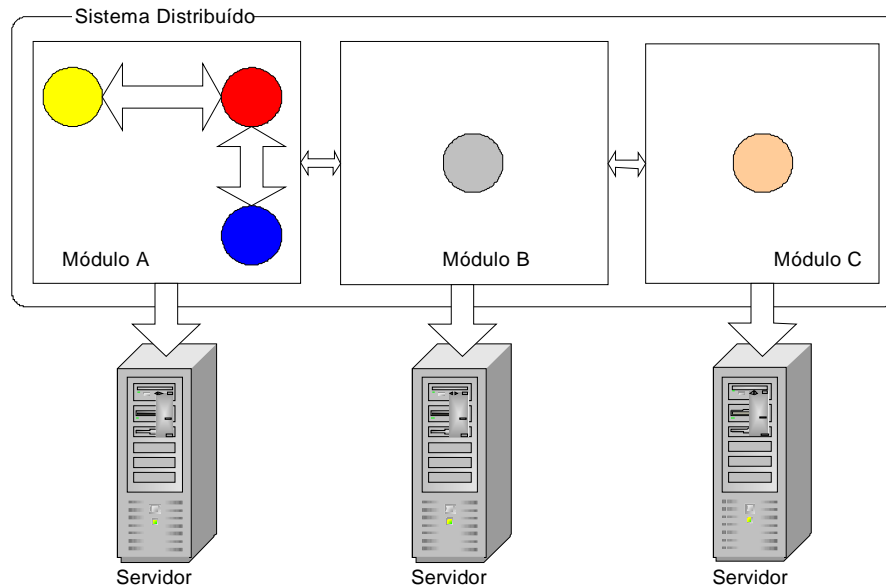 Sistema Distribuído
Módulo A
Módulo B
Módulo C
Servidor
Servidor
Servidor